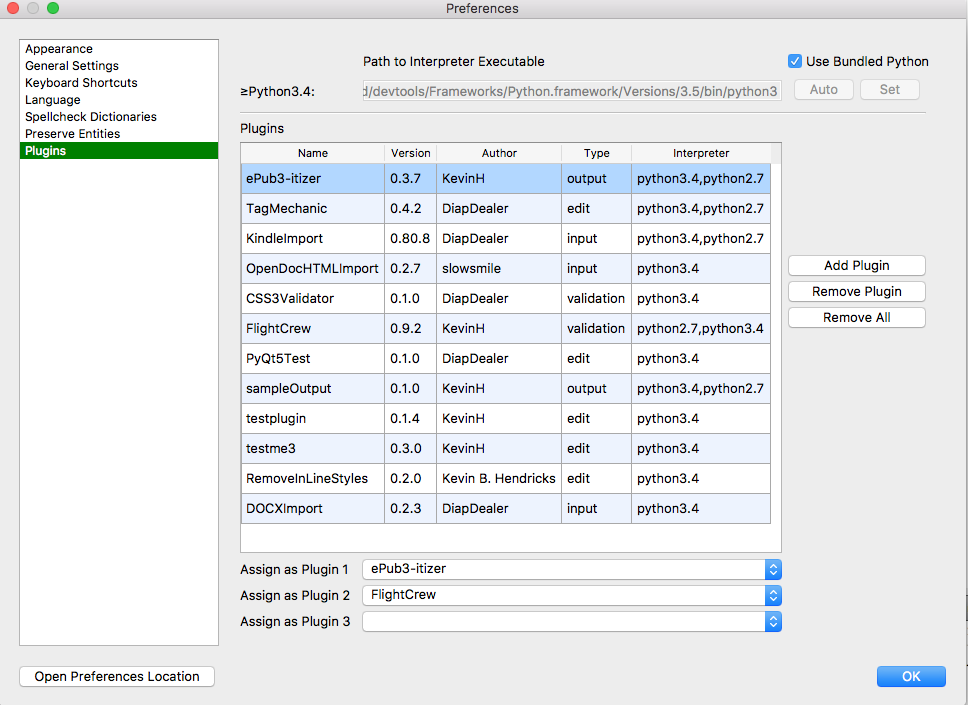 Preferences
Appearance
General Settings
Keyboard Shortcuts
Language
Spellcheck Dictionaries
Preserve Entities
Plugins
Path to Interpreter Executable
Use Bundled Python
≥Python3.4:
d/devtools/Frameworks/Python.framework/Versions/3.5/bin/python3
Auto
Set
Plugins
Name Version Author Type Interpreter
ePub3-itizer 0.3.7 KevinH output python3.4,python2.7
TagMechanic 0.4.2 DiapDealer edit python3.4,python2.7
KindleImport 0.80.8 DiapDealer input python3.4,python2.7
OpenDocHTMLImport 0.2.7 slowsmile input python3.4
CSS3Validator 0.1.0 DiapDealer validation python3.4
FlightCrew 0.9.2 KevinH validation python2.7,python3.4
PyQt5Test 0.1.0 DiapDealer edit python3.4
sampleOutput 0.1.0 KevinH output python3.4,python2.7
testplugin 0.1.4 KevinH edit python3.4
testme3 0.3.0 KevinH edit python3.4
RemoveInLineStyles 0.2.0 Kevin B. Hendricks edit python3.4
DOCXImport 0.2.3 DiapDealer input python3.4
Add Plugin
Remove Plugin
Remove All
Assign as Plugin 1 ePub3-itizer
Assign as Plugin 2 FlightCrew
Assign as Plugin 3
Open Preferences Location
OK